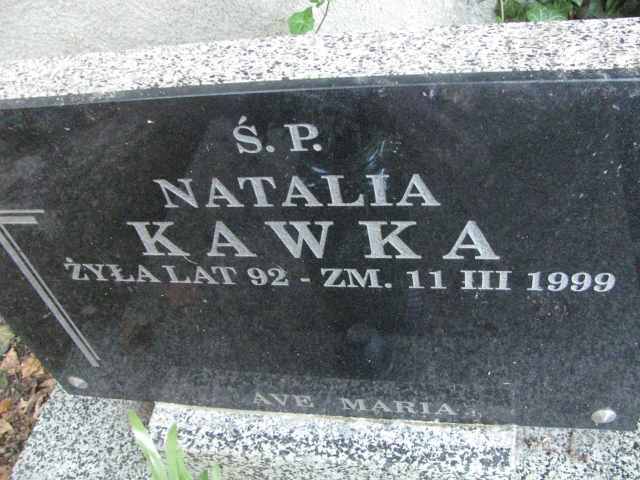 Ś. P.
NATALIA
KAWKA
ŻYŁA LAT 92 - ZM. 11 III 1999
AVE MARIA